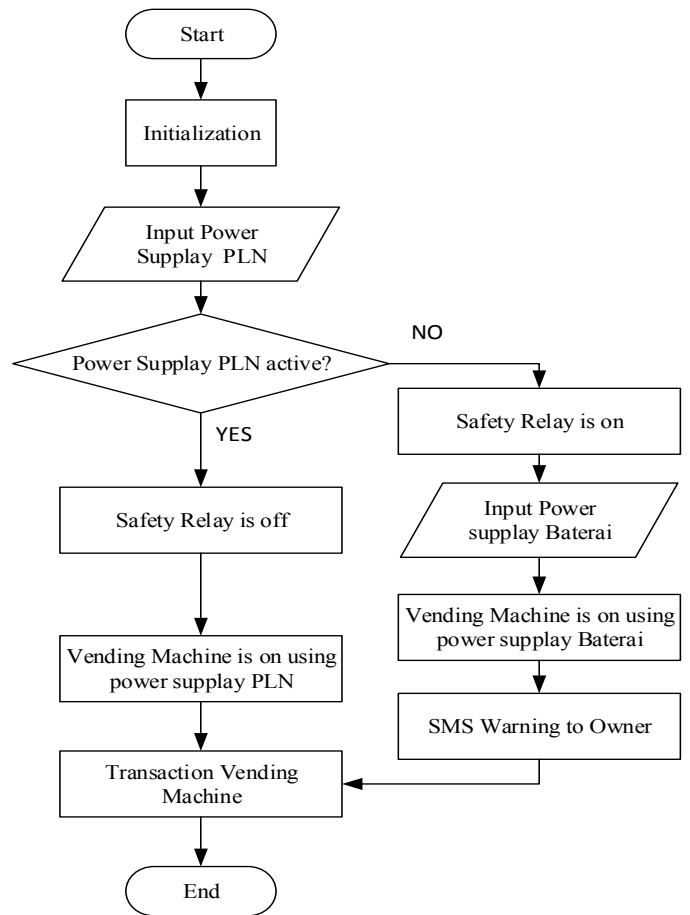 Start
Initialization
Input Power
Supplay PLN
Power Supplay PLN active?
NO
YES
Safety Relay is off
Vending Machine is on using
power supplay PLN
Safety Relay is on
Input Power
supplay Baterai
Vending Machine is on using
power supplay Baterai
SMS Warning to Owner
Transaction Vending
Machine
End